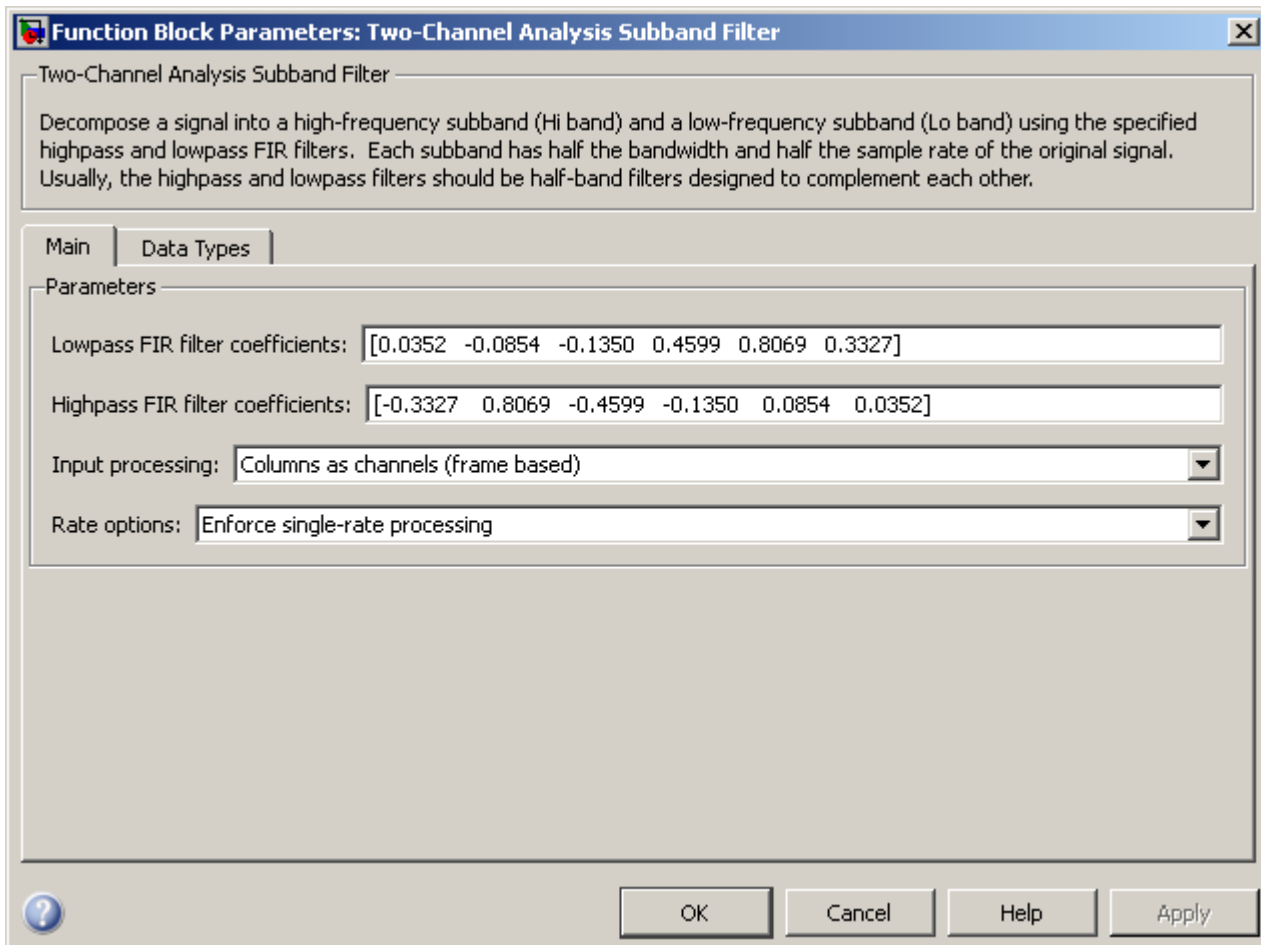 Function Block Parameters: Two-Channel Analysis Subband Filter
Two-Channel Analysis Subband Filter
Decompose a signal into a high-frequency subband (Hi band) and a low-frequency subband (Lo band) using the specified
highpass and lowpass FIR filters.  Each subband has half the bandwidth and half the sample rate of the original signal.
Usually, the highpass and lowpass filters should be half-band filters designed to complement each other.
Main Data Types
Parameters
Lowpass FIR filter coefficients: [0.0352 -0.0854 -0.1350 0.4599 0.8069 0.3327]
Highpass FIR filter coefficients: [-0.3327 0.8069 -0.4599 -0.1350 0.0854 0.0352]
Input processing: Columns as channels (frame based)
Rate options: Enforce single-rate processing
? OK Cancel Help Apply